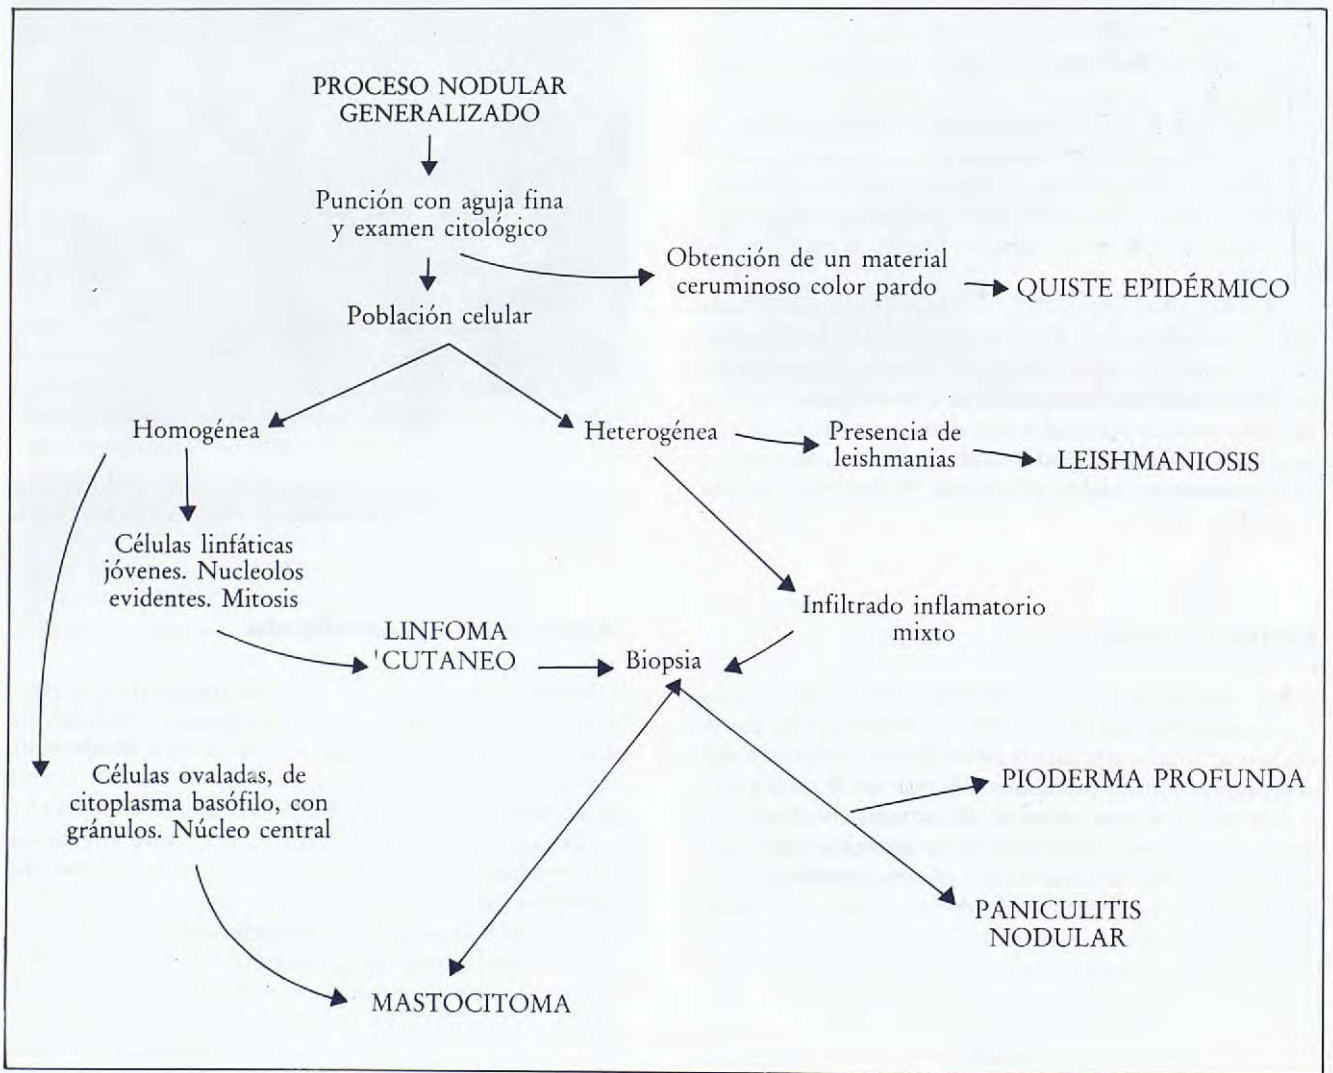 PROCESO NODULAR
GENERALIZADO
Punción con aguja fina
y examen citológico
Obtención de un material
ceruminoso color pardo
QUISTE EPIDÉRMICO
Población celular
Homogénea
Heterogénea
Presencia de
leishmanias
LEISHMANIOSIS
Células linfáticas
jóvenes. Nucleolos
evidentes. Mitosis
Infiltrado inflamatorio
mixto
LINFOMA
'CUTANEO
Biopsia
Células ovaladas, de
citoplasma basófilo, con
gránulos. Núcleo central
PIODERMA PROFUNDA
PANICULITIS
NODULAR
MASTOCITOMA